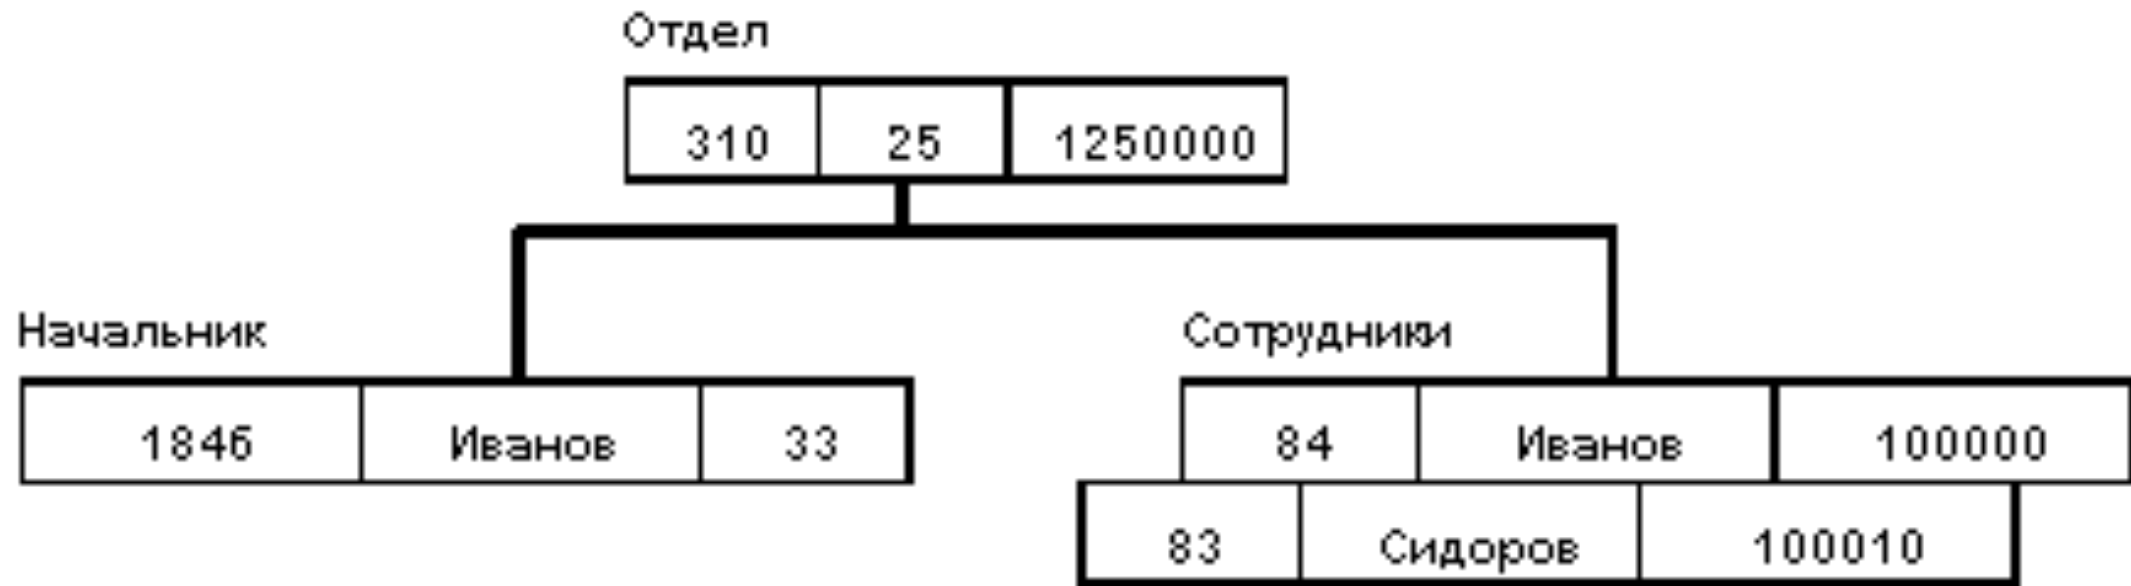 Отдел
310 25 1250000
Начальник
Сотрудники
1846 Иванов 33
84 Иванов 100000
83 Сидоров 100010